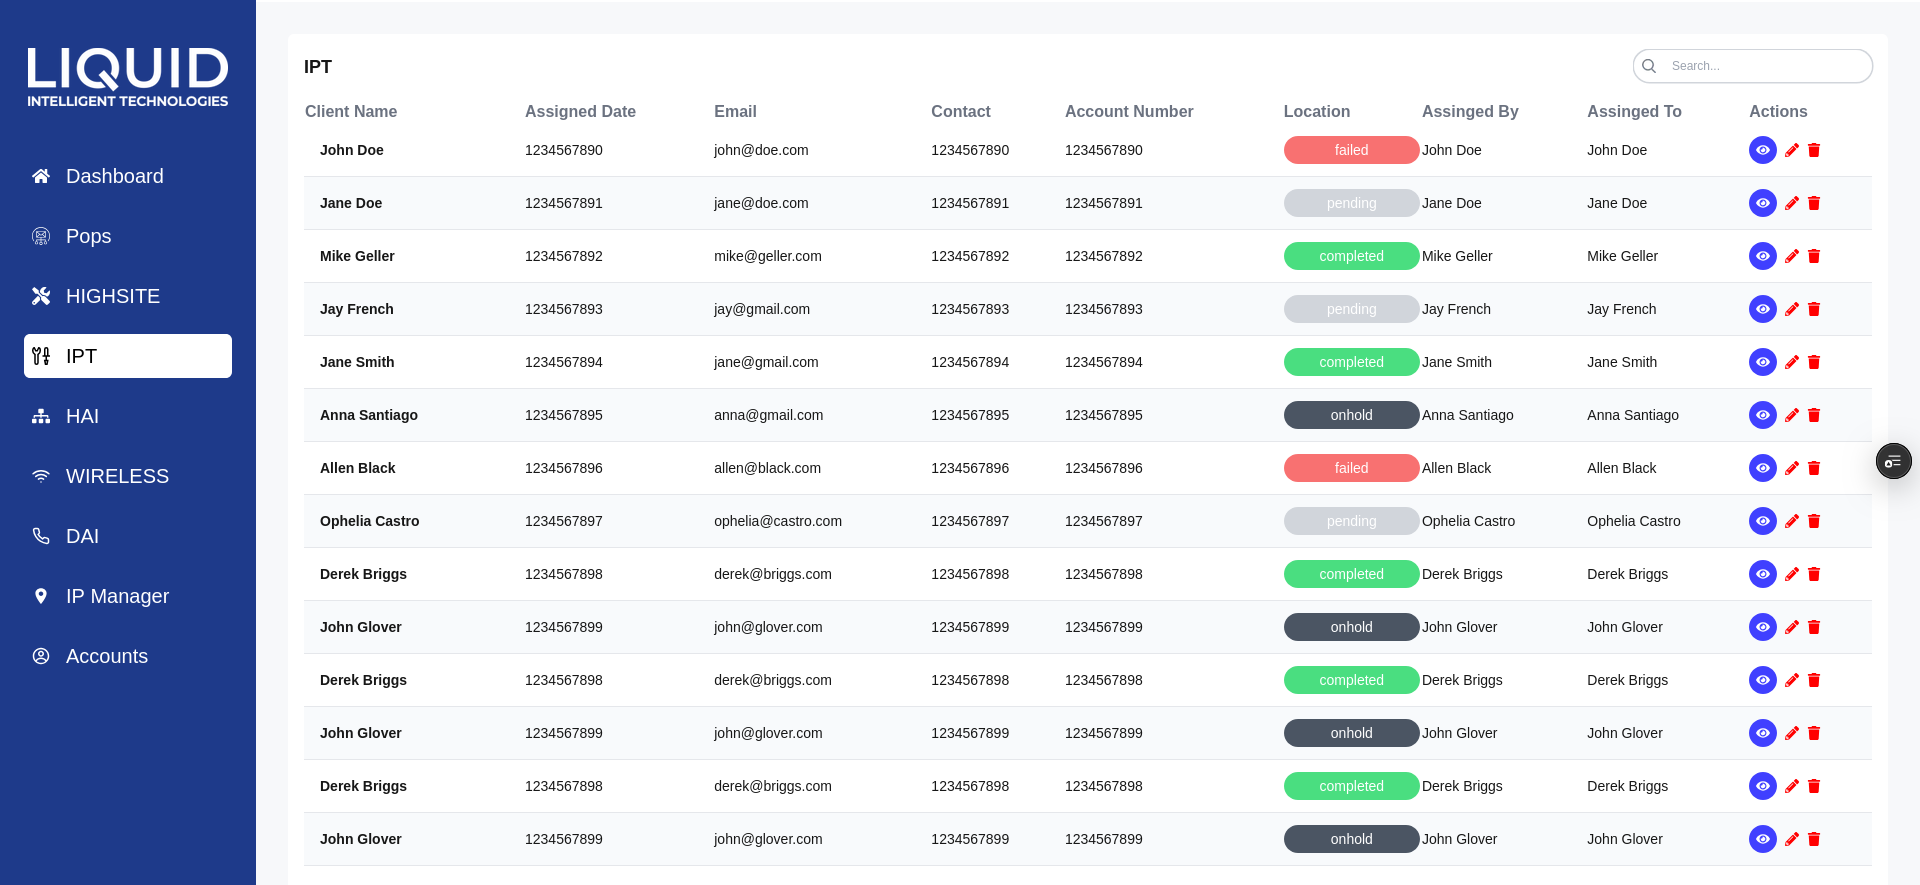 LIQUID
INTELLIGENT TECHNOLOGIES
Dashboard
Pops
HIGHSITE
IPT
HAI
WIRELESS
DAI
IP Manager
Accounts
IPT
Search...
Client Name Assigned Date Email Contact Account Number Location Assinged By Assinged To Actions
John Doe 1234567890 john@doe.com 1234567890 1234567890 failed John Doe John Doe
Jane Doe 1234567891 jane@doe.com 1234567891 1234567891 pending Jane Doe Jane Doe
Mike Geller 1234567892 mike@geller.com 1234567892 1234567892 completed Mike Geller Mike Geller
Jay French 1234567893 jay@gmail.com 1234567893 1234567893 pending Jay French Jay French
Jane Smith 1234567894 jane@gmail.com 1234567894 1234567894 completed Jane Smith Jane Smith
Anna Santiago 1234567895 anna@gmail.com 1234567895 1234567895 onhold Anna Santiago Anna Santiago
Allen Black 1234567896 allen@black.com 1234567896 1234567896 failed Allen Black Allen Black
Ophelia Castro 1234567897 ophelia@castro.com 1234567897 1234567897 pending Ophelia Castro Ophelia Castro
Derek Briggs 1234567898 derek@briggs.com 1234567898 1234567898 completed Derek Briggs Derek Briggs
John Glover 1234567899 john@glover.com 1234567899 1234567899 onhold John Glover John Glover
Derek Briggs 1234567898 derek@briggs.com 1234567898 1234567898 completed Derek Briggs Derek Briggs
John Glover 1234567899 john@glover.com 1234567899 1234567899 onhold John Glover John Glover
Derek Briggs 1234567898 derek@briggs.com 1234567898 1234567898 completed Derek Briggs Derek Briggs
John Glover 1234567899 john@glover.com 1234567899 1234567899 onhold John Glover John Glover